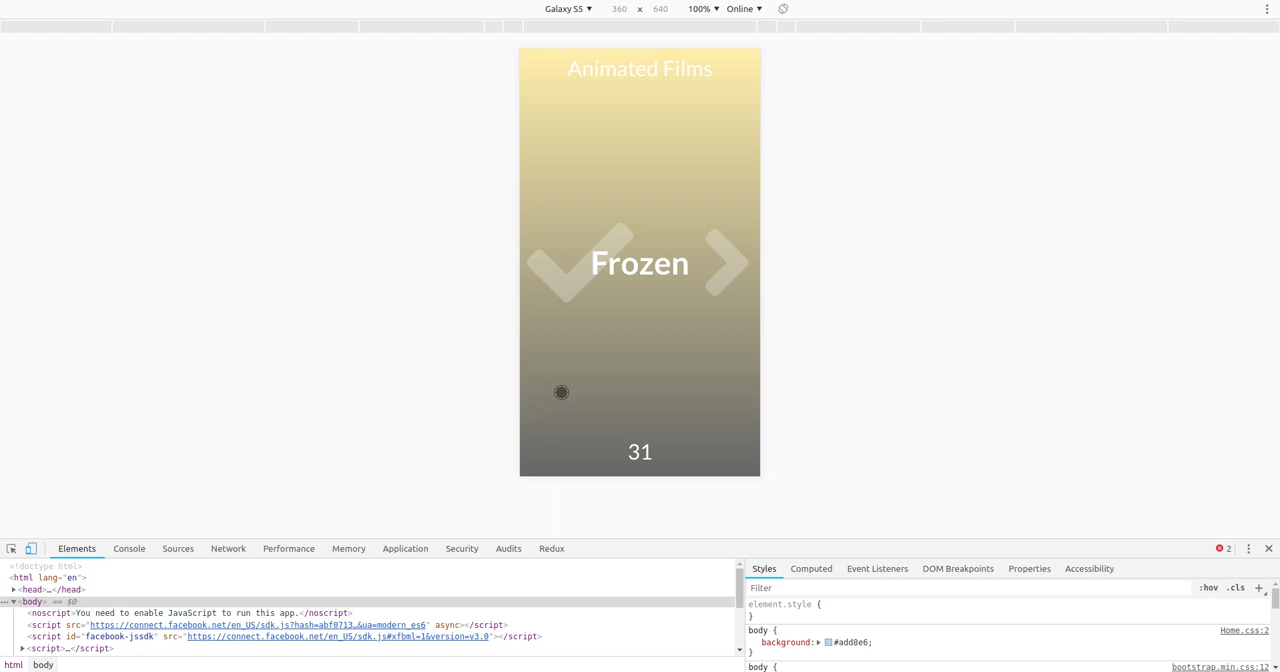 Galaxy S5 ▼ 360 × 640 100% ▼ Online ▼
Animated Films
Frozen
31
Elements Console Sources Network Performance Memory Application Security Audits Redux 2
<!doctype html>
<html lang="en">
<head>…</head>
<body> == $0
<noscript>You need to enable JavaScript to run this app.</noscript>
<script src="https://connect.facebook.net/en_US/sdk.js?hash=abf0713…&ua=modern_es6" async></script>
<script id="facebook-jssdk" src="https://connect.facebook.net/en_US/sdk.js#xfbml=1&version=v3.0"></script>
<script>…</script>
html body
Styles Computed Event Listeners DOM Breakpoints Properties Accessibility
Filter :hov .cls +
element.style {
}
body { Home.css:2
background: #add8e6;
}
body { bootstrap.min.css:12